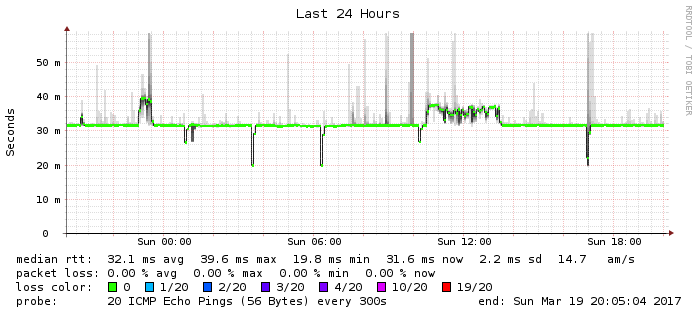 Last 24 Hours
RRDTOOL / TOBI OETIKER
Seconds
50 m
40 m
30 m
20 m
10 m
0
Sun 00:00 Sun 06:00 Sun 12:00 Sun 18:00
median rtt: 32.1 ms avg 39.6 ms max 19.8 ms min 31.6 ms now 2.2 ms sd 14.7 am/s
packet loss: 0.00 % avg 0.00 % max 0.00 % min 0.00 % now
loss color: 0 1/20 2/20 3/20 4/20 10/20 19/20
probe: 20 ICMP Echo Pings (56 Bytes) every 300s end: Sun Mar 19 20:05:04 2017